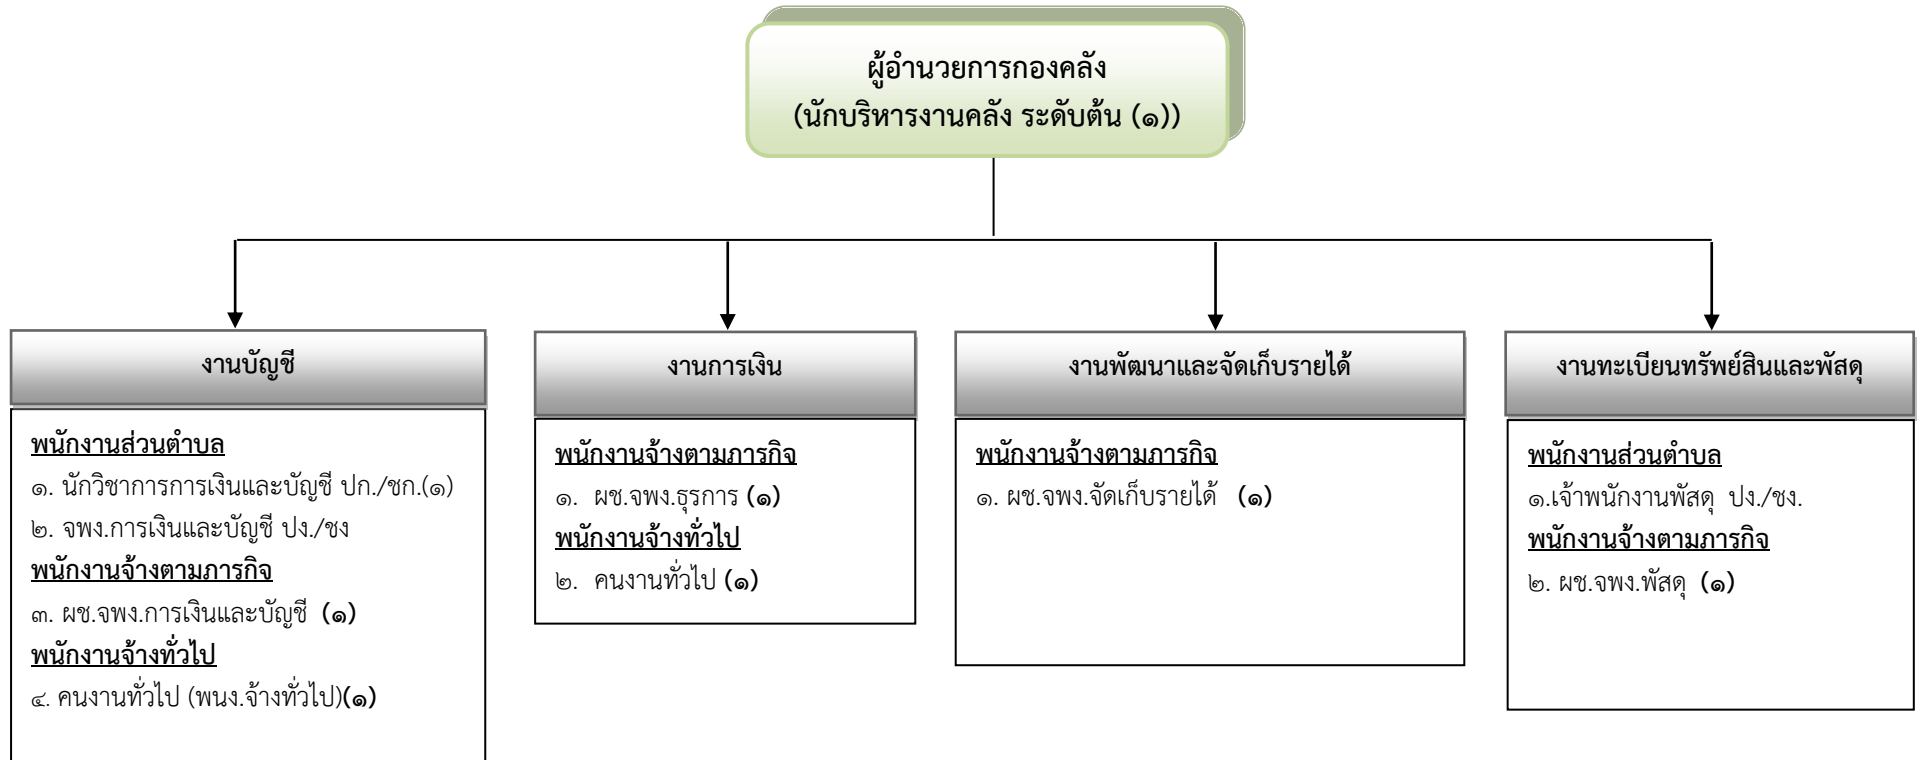 ผู้อำนวยการกองคลัง
(นักบริหารงานคลัง ระดับต้น (๑))
งานบัญชี
พนักงานส่วนตำบล
๑. นักวิชาการการเงินและบัญชี ปก./ชก.(๑)
๒. จพง.การเงินและบัญชี ปง./ชง
พนักงานจ้างตามภารกิจ
๓. ผช.จพง.การเงินและบัญชี (๑)
พนักงานจ้างทั่วไป
๔. คนงานทั่วไป (พนง.จ้างทั่วไป)(๑)
งานการเงิน
พนักงานจ้างตามภารกิจ
๑. ผช.จพง.ธุรการ (๑)
พนักงานจ้างทั่วไป
๒. คนงานทั่วไป (๑)
งานพัฒนาและจัดเก็บรายได้
พนักงานจ้างตามภารกิจ
๑. ผช.จพง.จัดเก็บรายได้ (๑)
งานทะเบียนทรัพย์สินและพัสดุ
พนักงานส่วนตำบล
๑.เจ้าพนักงานพัสดุ ปง./ชง.
พนักงานจ้างตามภารกิจ
๒. ผช.จพง.พัสดุ (๑)